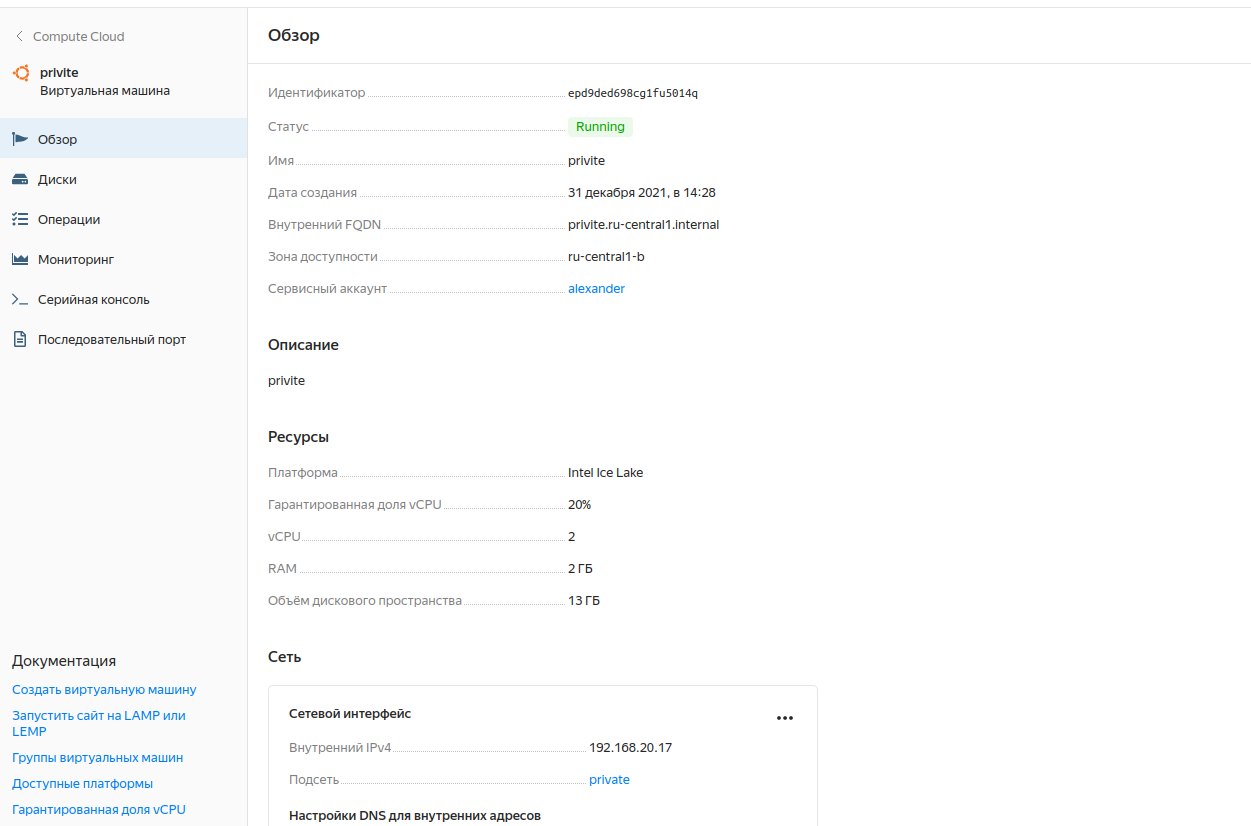 Compute Cloud
privite
Виртуальная машина
Обзор
Диски
Операции
Мониторинг
Серийная консоль
Последовательный порт
Документация
Создать виртуальную машину
Запустить сайт на LAMP или
LEMP
Группы виртуальных машин
Доступные платформы
Гарантированная доля vCPU
Обзор
Идентификатор epd9ded698cg1fu5014q
Статус Running
Имя privite
Дата создания 31 декабря 2021, в 14:28
Внутренний FQDN privite.ru-central1.internal
Зона доступности ru-central1-b
Сервисный аккаунт alexander
Описание
privite
Ресурсы
Платформа Intel Ice Lake
Гарантированная доля vCPU 20%
vCPU 2
RAM 2 ГБ
Объём дискового пространства 13 ГБ
Сеть
Сетевой интерфейс
Внутренний IPv4 192.168.20.17
Подсеть private
Настройки DNS для внутренних адресов